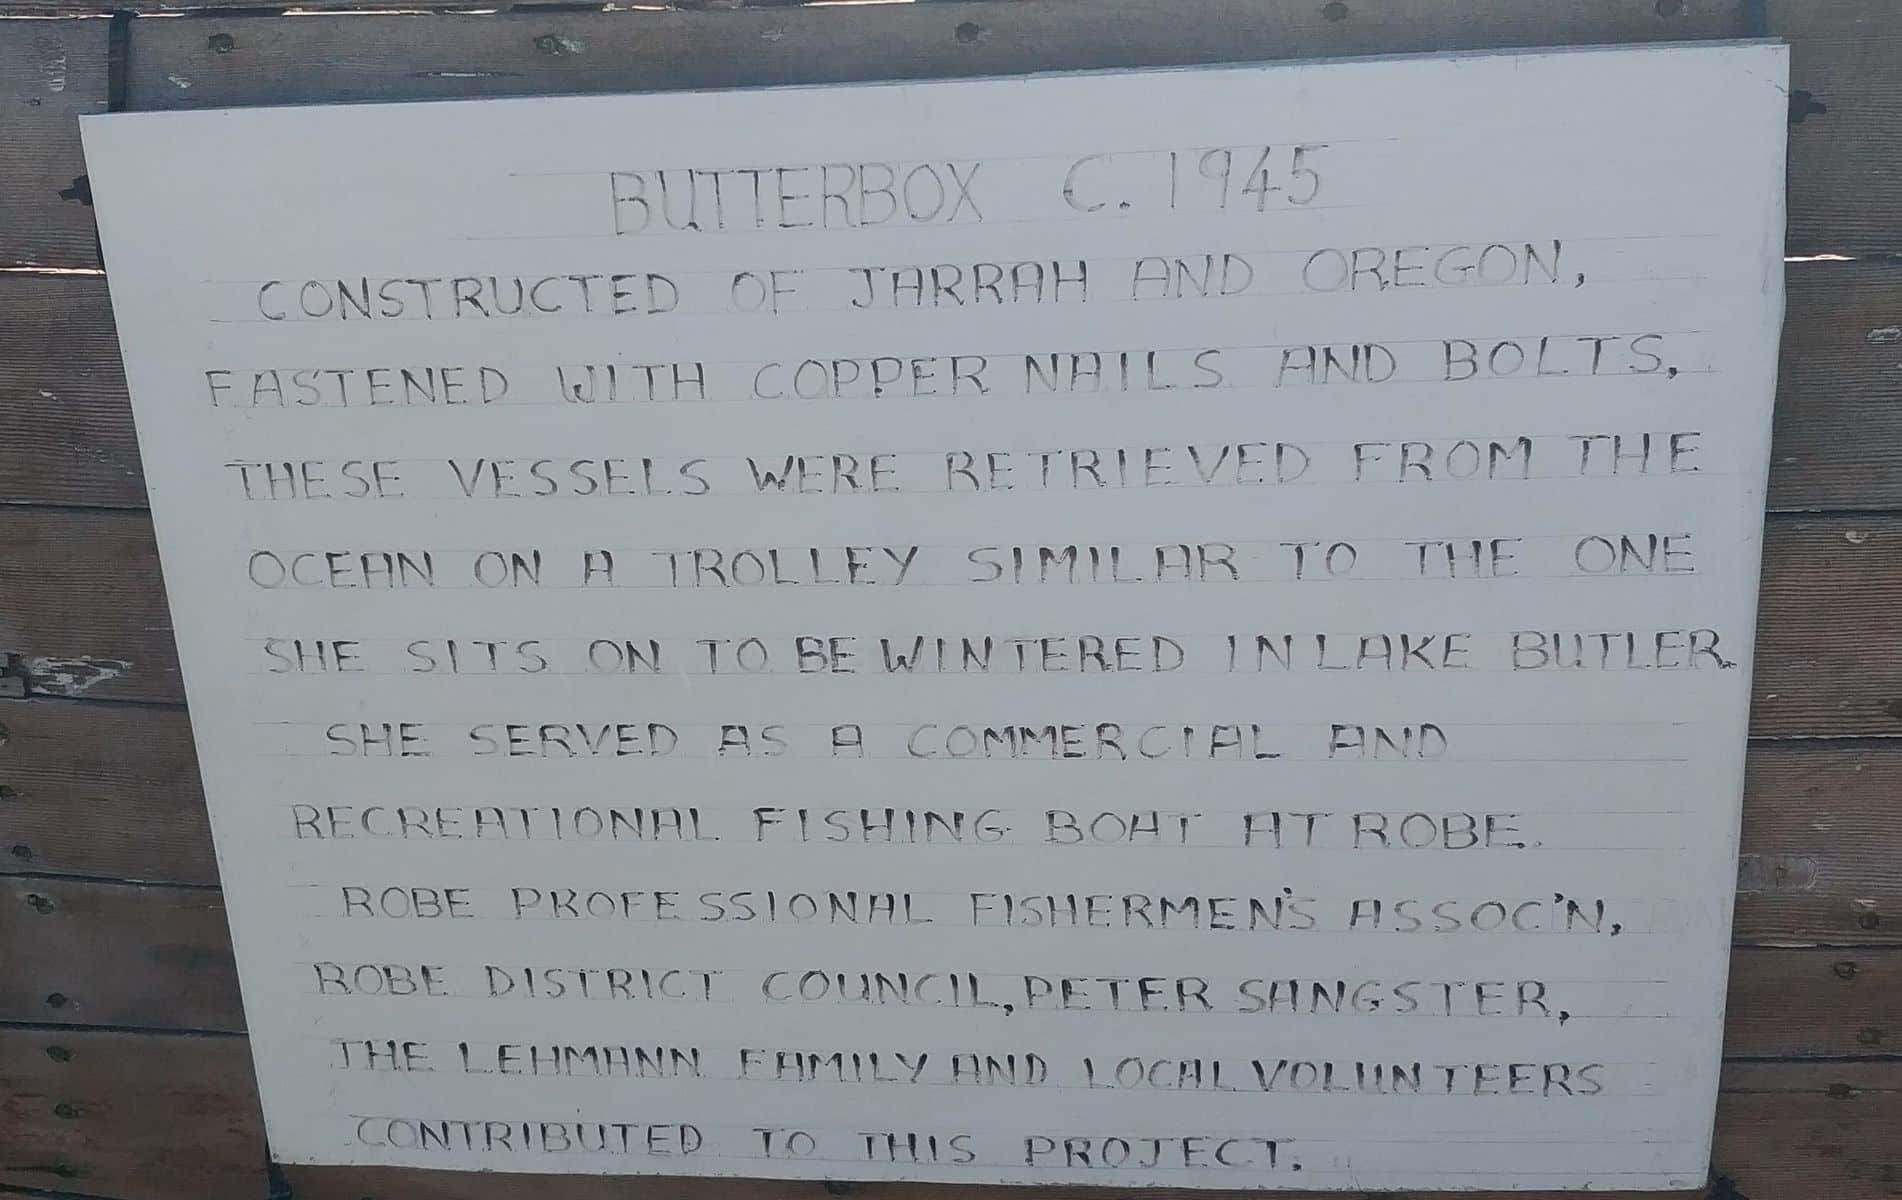 BUTTERBOX C. 1945
CONSTRUCTED OF JARRAH AND OREGON,
FASTENED WITH COPPER NAILS AND BOLTS,
THESE VESSELS WERE RETRIEVED FROM THE
OCEAN ON A TROLLEY SIMILAR TO THE ONE
SHE SITS ON TO BE WINTERED IN LAKE BUTLER.
SHE SERVED AS A COMMERCIAL AND
RECREATIONAL FISHING BOAT AT ROBE.
ROBE PROFESSIONAL FISHERMEN'S ASSOC'N,
ROBE DISTRICT COUNCIL, PETER SANGSTER,
THE LEHMANN FAMILY AND LOCAL VOLUNTEERS
CONTRIBUTED TO THIS PROJECT.